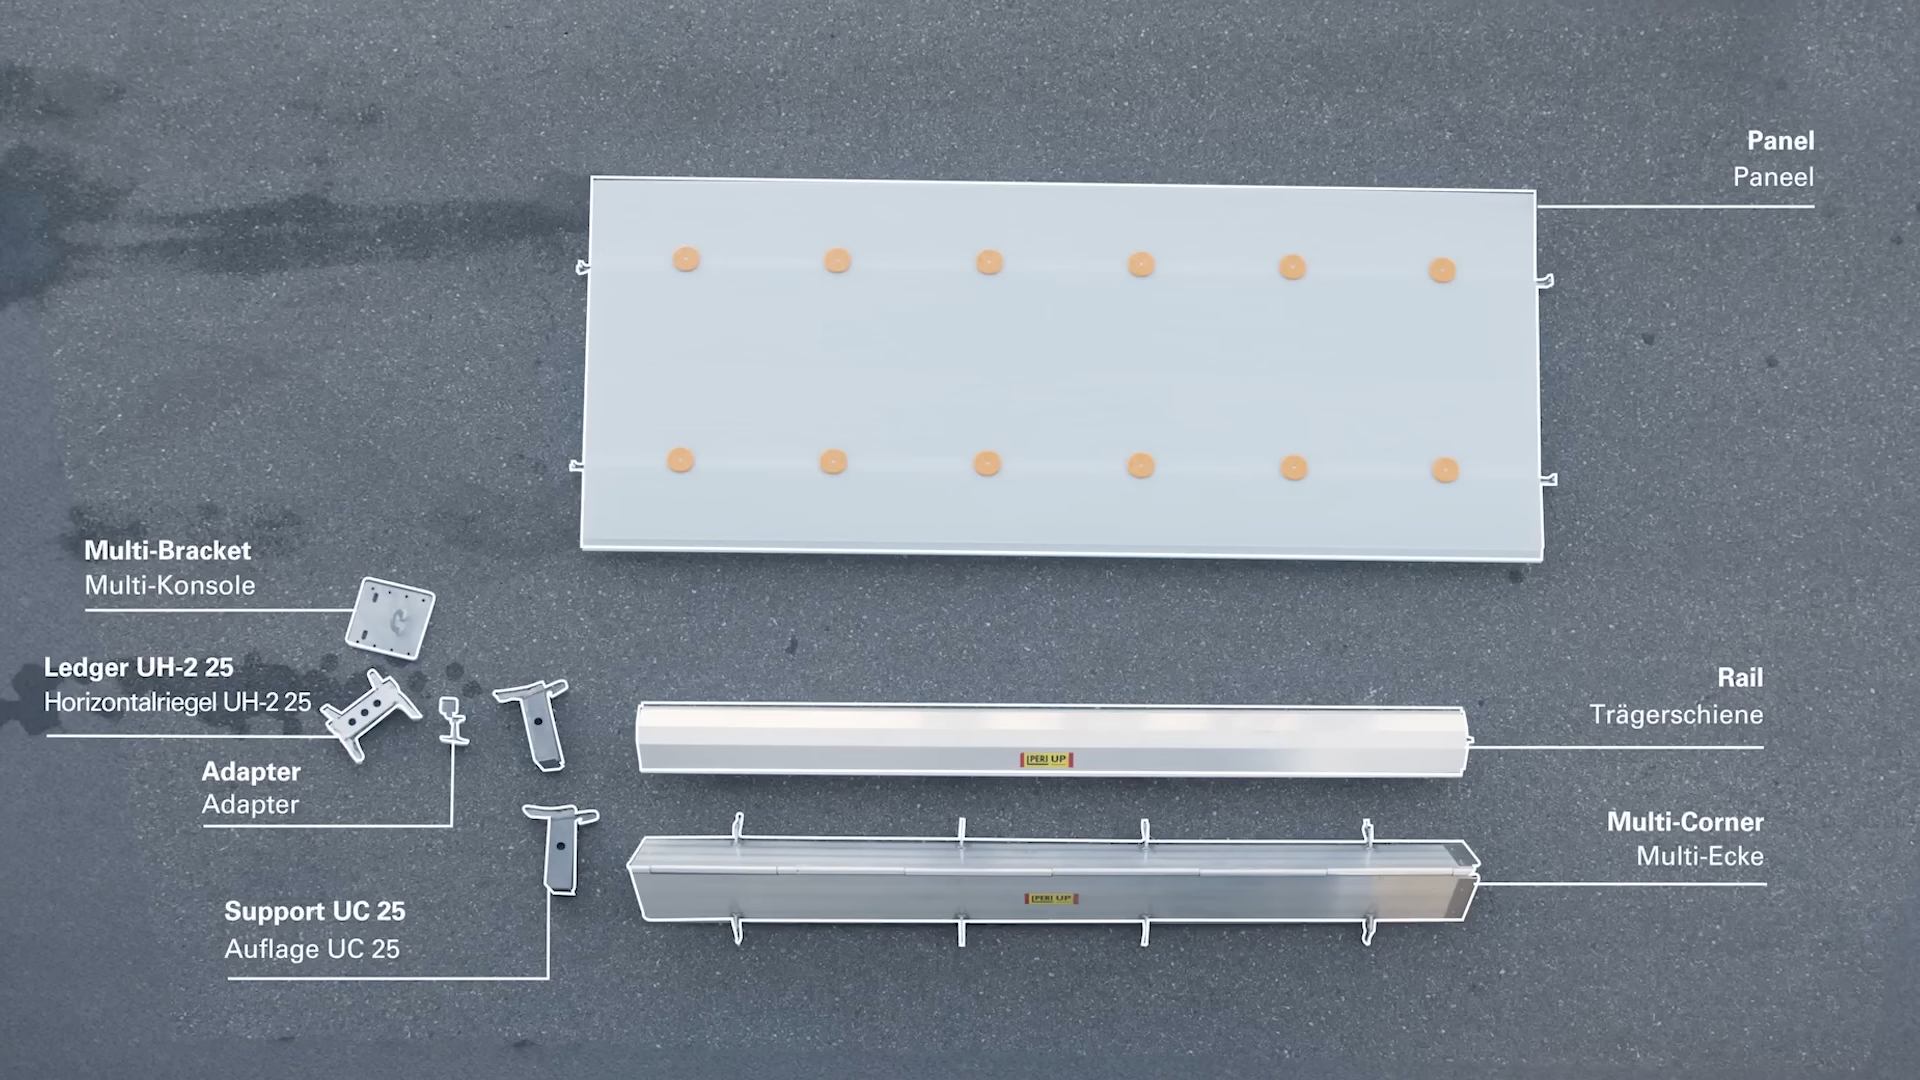 Panel
Paneel
Multi-Bracket
Multi-Konsole
Ledger UH-2 25
Horizontalriegel UH-2 25
Adapter
Adapter
Support UC 25
Auflage UC 25
Rail
Trägerschiene
PERI UP
Multi-Corner
Multi-Ecke
PERI UP